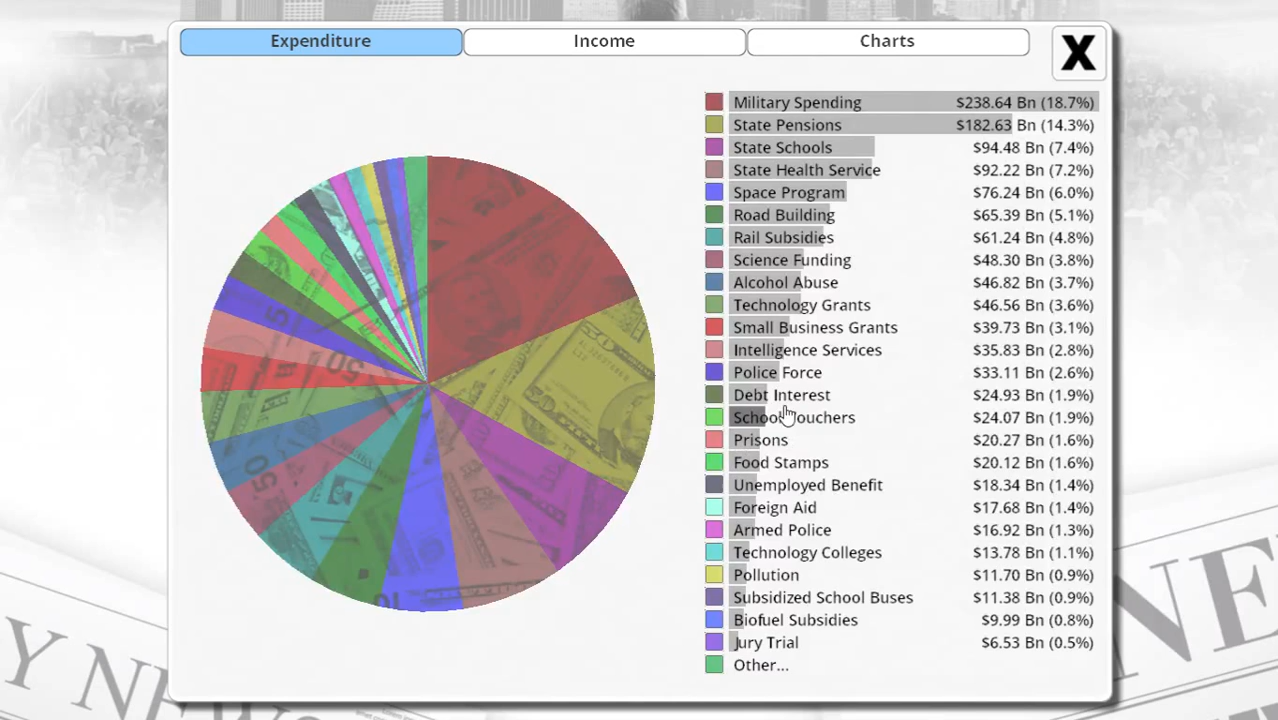 Expenditure
Income
Charts
X
Military Spending $238.64 Bn (18.7%)
State Pensions $182.63 Bn (14.3%)
State Schools $94.48 Bn (7.4%)
State Health Service $92.22 Bn (7.2%)
Space Program $76.24 Bn (6.0%)
Road Building $65.39 Bn (5.1%)
Rail Subsidies $61.24 Bn (4.8%)
Science Funding $48.30 Bn (3.8%)
Alcohol Abuse $46.82 Bn (3.7%)
Technology Grants $46.56 Bn (3.6%)
Small Business Grants $39.73 Bn (3.1%)
Intelligence Services $35.83 Bn (2.8%)
Police Force $33.11 Bn (2.6%)
Debt Interest $24.93 Bn (1.9%)
School Vouchers $24.07 Bn (1.9%)
Prisons $20.27 Bn (1.6%)
Food Stamps $20.12 Bn (1.6%)
Unemployed Benefit $18.34 Bn (1.4%)
Foreign Aid $17.68 Bn (1.4%)
Armed Police $16.92 Bn (1.3%)
Technology Colleges $13.78 Bn (1.1%)
Pollution $11.70 Bn (0.9%)
Subsidized School Buses $11.38 Bn (0.9%)
Biofuel Subsidies $9.99 Bn (0.8%)
Jury Trial $6.53 Bn (0.5%)
Other...
Y NEW
NE